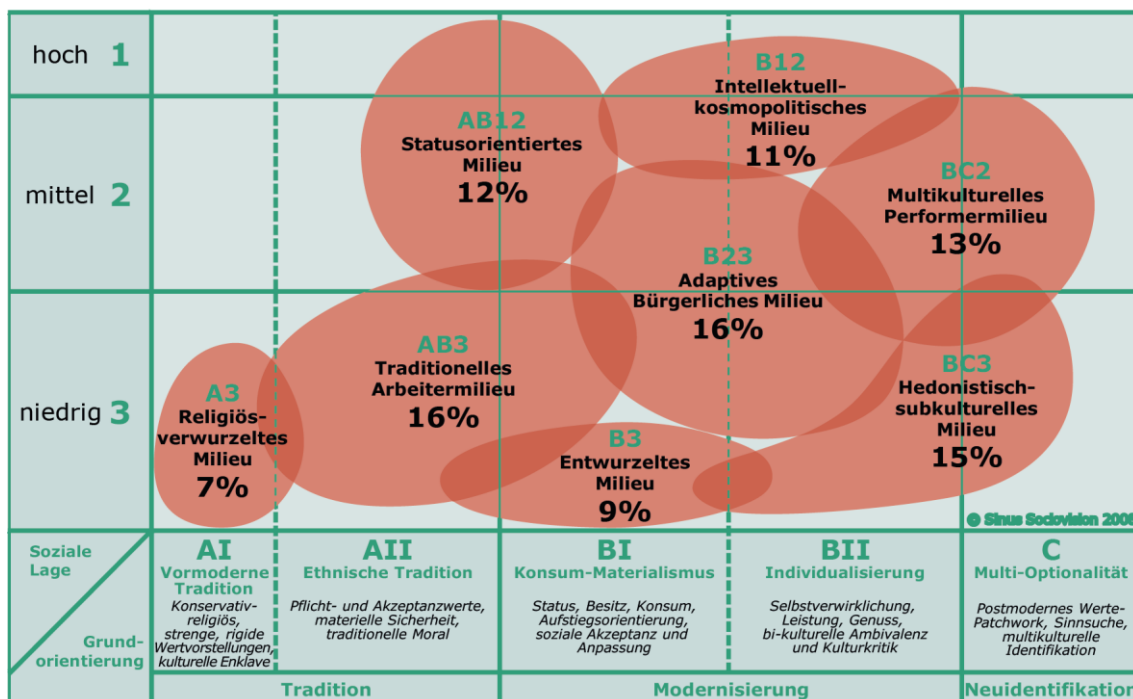 hoch 1
mittel 2
niedrig 3
B12
Intellektuell-
kosmopolitisches
Milieu
11%
AB12
Statusorientiertes
Milieu
12%
BC2
Multikulturelles
Performermilieu
13%
B23
Adaptives
Bürgerliches Milieu
16%
AB3
Traditionelles
Arbeitermilieu
16%
A3
Religiös-
verwurzeltes
Milieu
7%
B3
Entwurzeltes
Milieu
9%
BC3
Hedonistisch-
subkulturelles
Milieu
15%
© Sinus Sociovision 2008
Soziale
Lage
Grund-
orientierung
AI
Vormoderne
Tradition
Konservativ-
religiös,
strenge, rigide
Wertvorstellungen,
kulturelle Enklave
AII
Ethnische Tradition
Pflicht- und Akzeptanzwerte,
materielle Sicherheit,
traditionelle Moral
BI
Konsum-Materialismus
Status, Besitz, Konsum,
Aufstiegsorientierung,
soziale Akzeptanz und
Anpassung
BII
Individualisierung
Selbstverwirklichung,
Leistung, Genuss,
bi-kulturelle Ambivalenz
und Kulturkritik
C
Multi-Optionalität
Postmodernes Werte-
Patchwork, Sinnsuche,
multikulturelle
Identifikation
Tradition
Modernisierung
Neuidentifikation